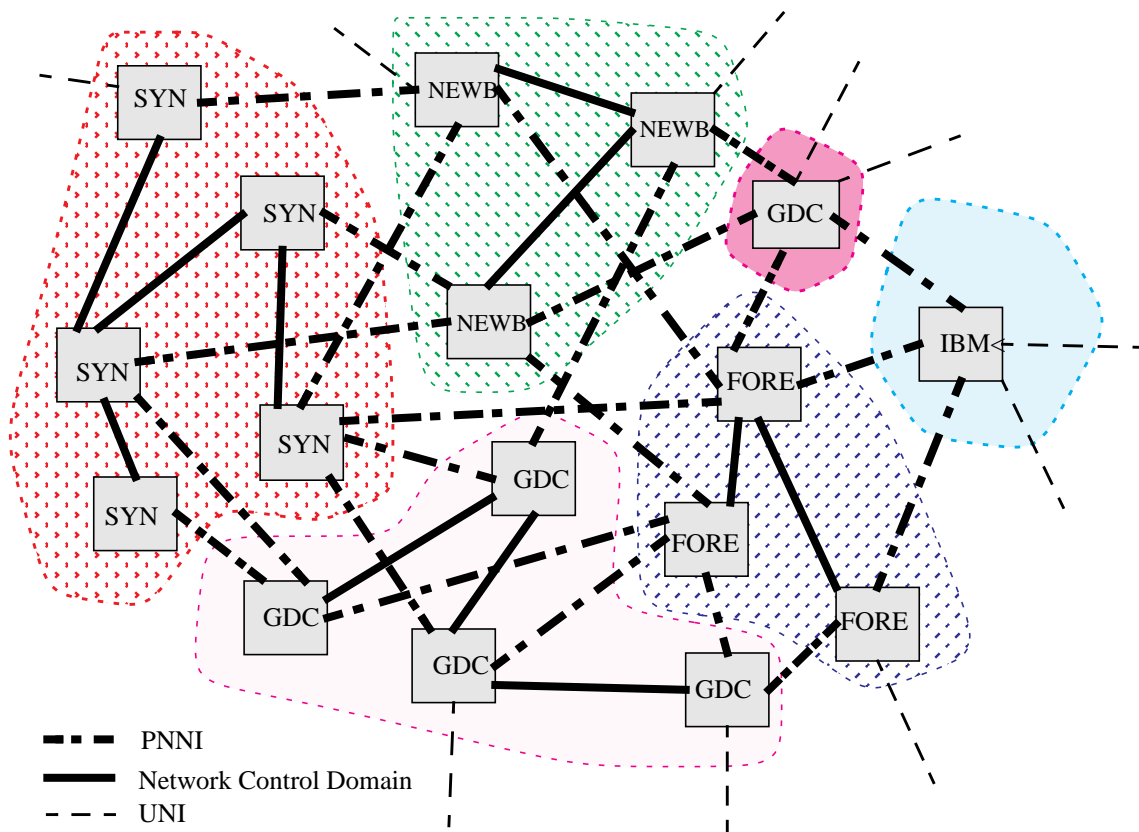 SYN
NEWB
NEWB
SYN
GDC
NEWB
IBM<
SYN
FORE
SYN
GDC
SYN
FORE
GDC
FORE
GDC
GDC
PNNI
Network Control Domain
UNI